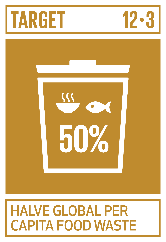 TARGET 12·3
50%
HALVE GLOBAL PER
CAPITA FOOD WASTE